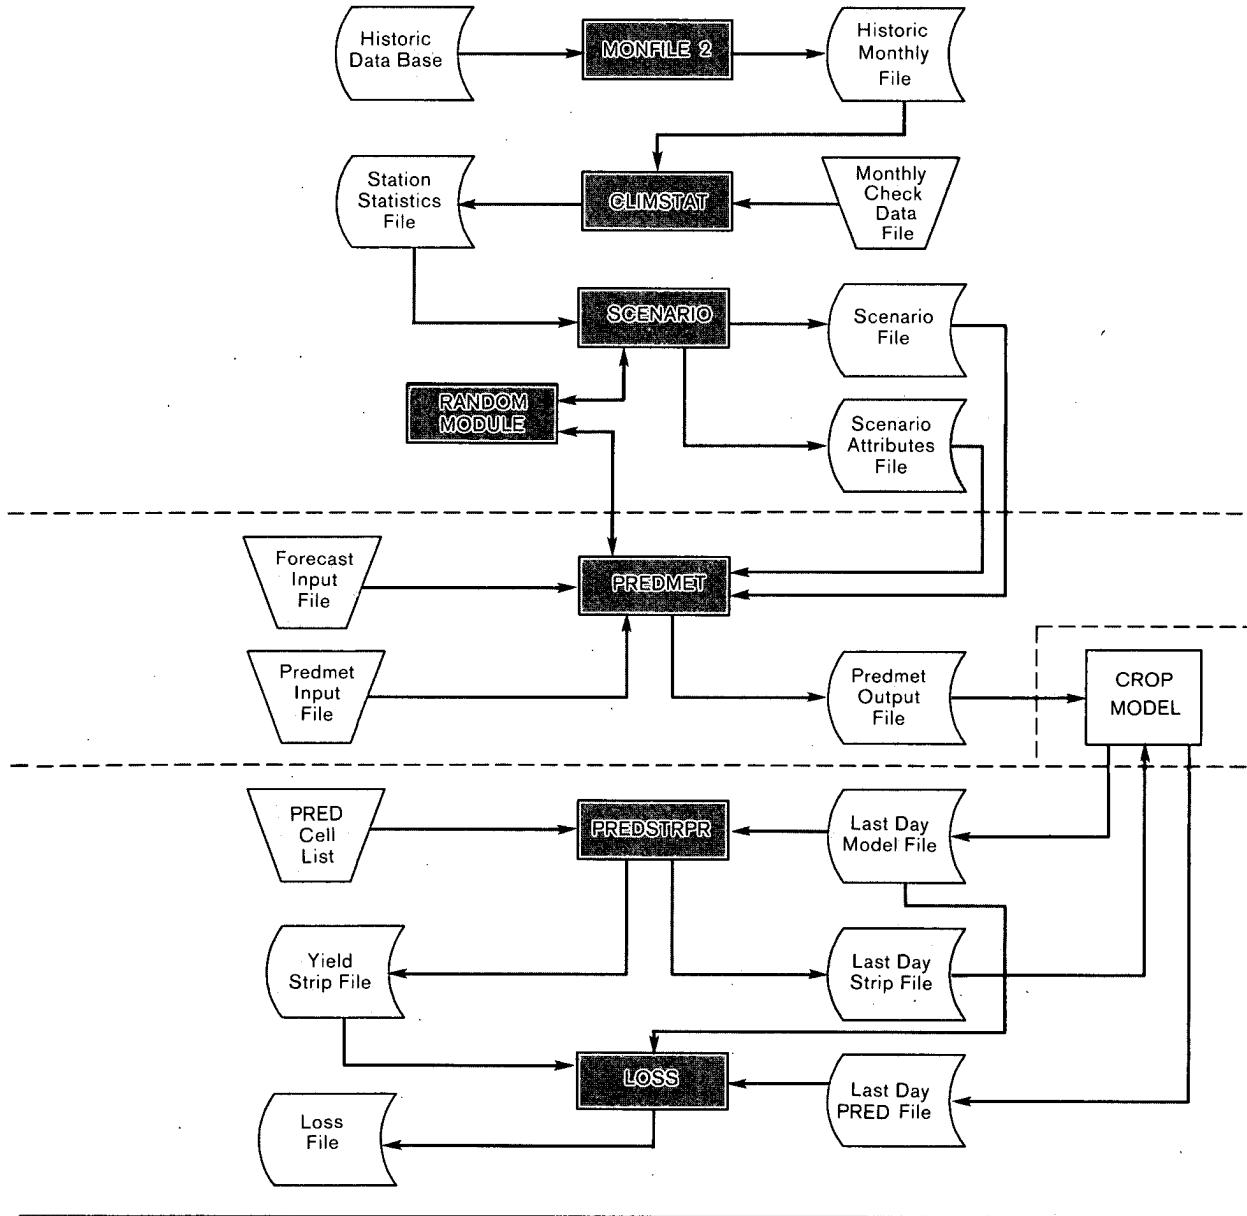 Historic
Data Base
MONFILE 2
Historic
Monthly
File
Station
Statistics
File
CLIMSTAT
Monthly
Check
Data
File
SCENARIO
Scenario
File
RANDOM
MODULE
Scenario
Attributes
File
Forecast
Input
File
PREDMET
Predmet
Input
File
Predmet
Output
File
CROP
MODEL
PRED
Cell
List
PREDSTRPR
Last Day
Model File
Yield
Strip File
Last Day
Strip File
LOSS
Last Day
PRED File
Loss
File